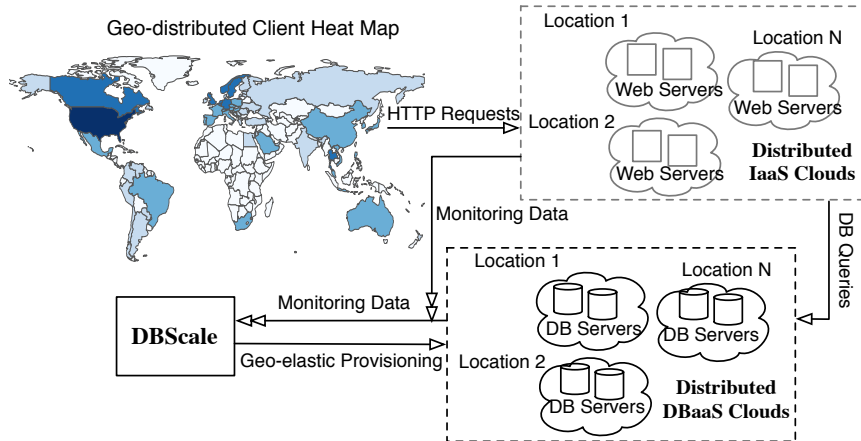 Geo-distributed Client Heat Map
Location 1
Location N
Web Servers
Web Servers
HTTP Requests
Location 2
Web Servers
Distributed
IaaS Clouds
Monitoring Data
DB Queries
Location 1
Location N
DB Servers
DB Servers
Monitoring Data
DBScale
Geo-elastic Provisioning
Location 2
DB Servers
Distributed
DBaaS Clouds